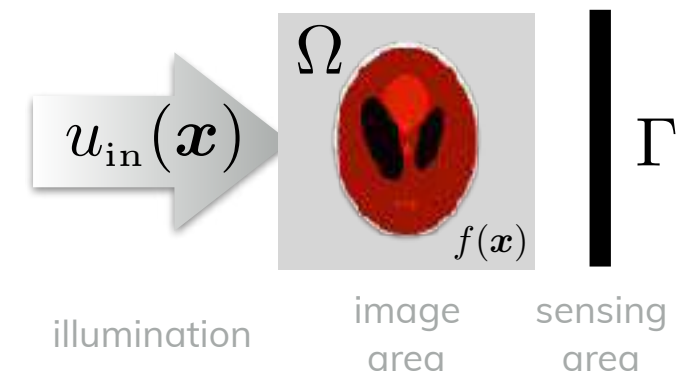 Ω
u_in(x)
Γ
f(x)
illumination
image
area
sensing
area